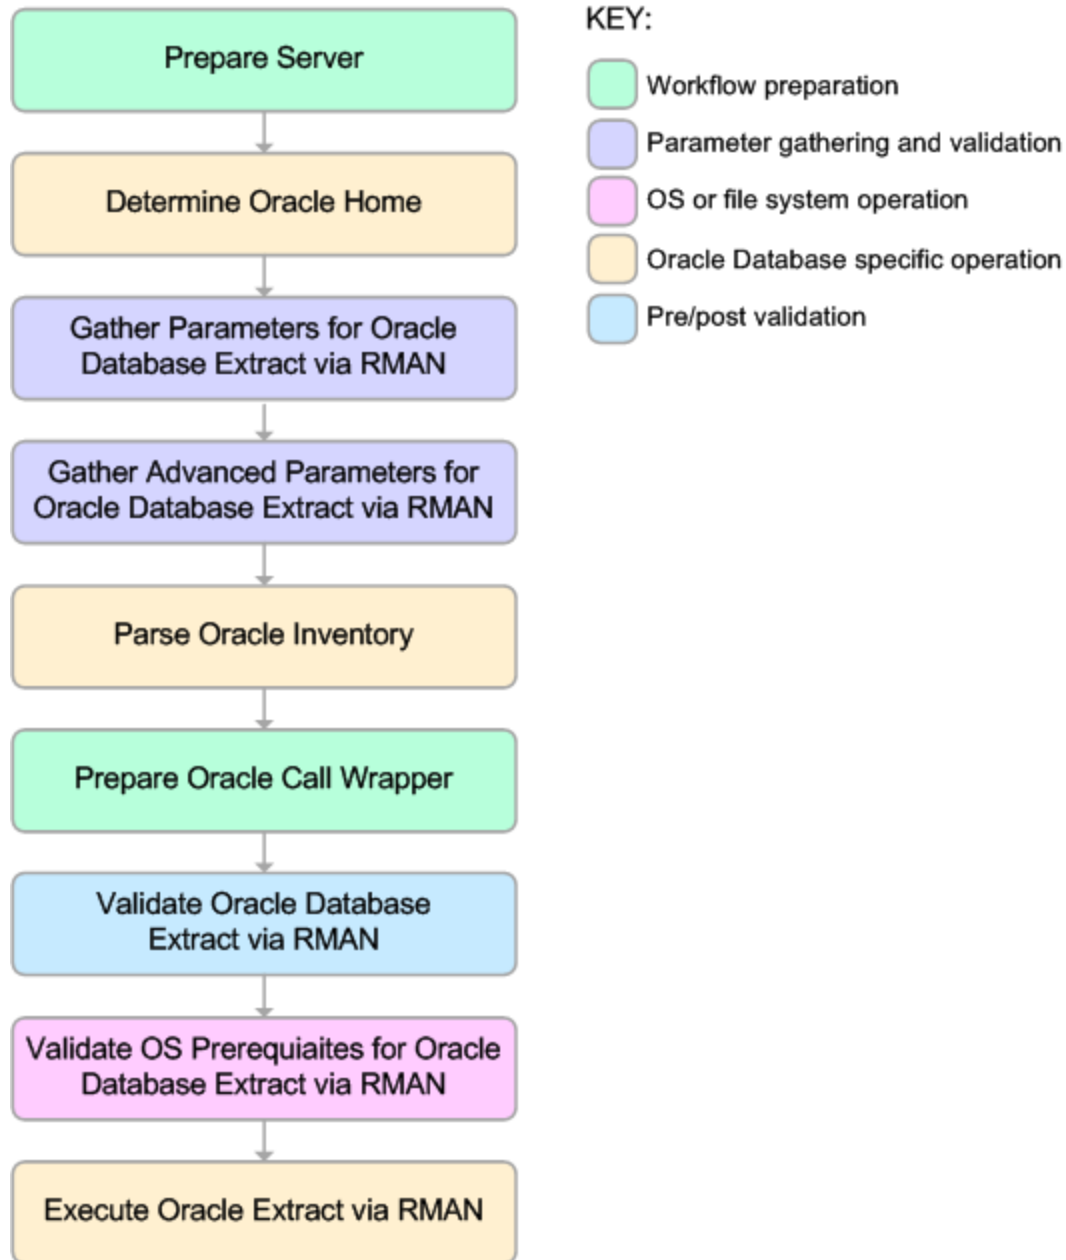 Prepare Server
Determine Oracle Home
Gather Parameters for Oracle
Database Extract via RMAN
Gather Advanced Parameters for
Oracle Database Extract via RMAN
Parse Oracle Inventory
Prepare Oracle Call Wrapper
Validate Oracle Database
Extract via RMAN
Validate OS Prerequiaites for Oracle
Database Extract via RMAN
Execute Oracle Extract via RMAN
KEY:
Workflow preparation
Parameter gathering and validation
OS or file system operation
Oracle Database specific operation
Pre/post validation